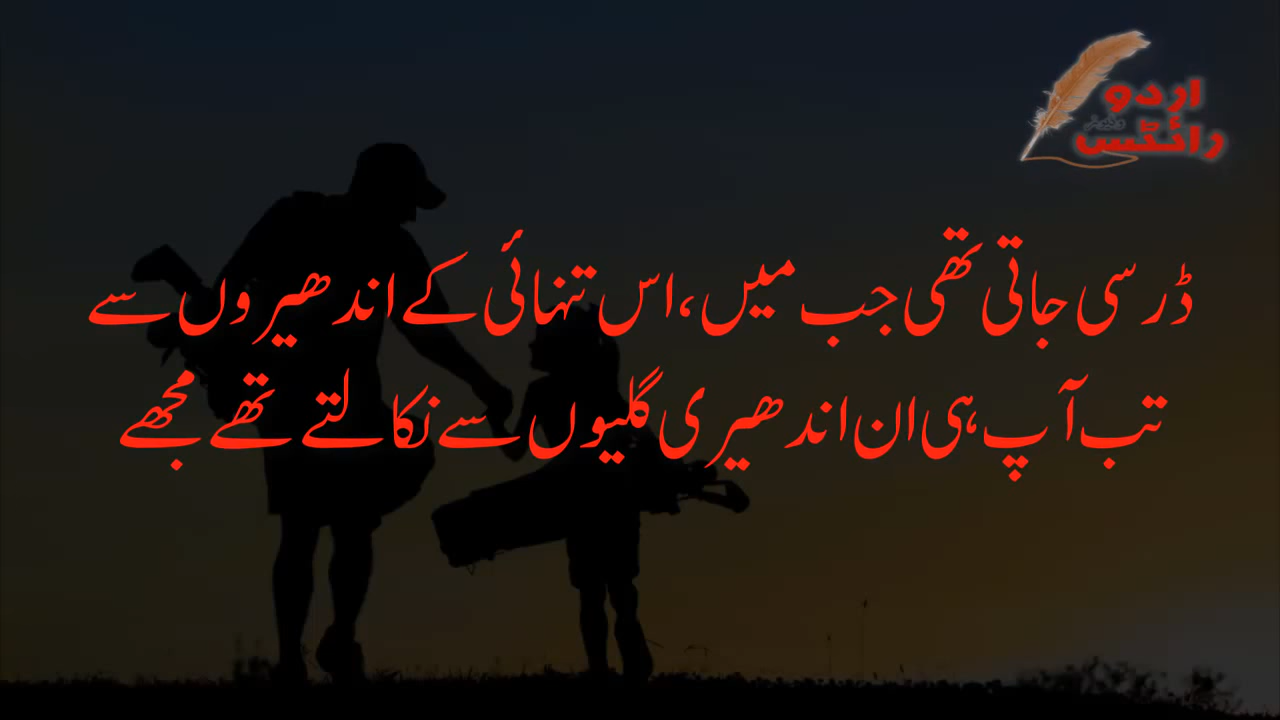 اردو
رائٹس
ڈر سی جاتی تھی جب میں، اس تنہائی کے اندھیروں سے
تب آپ ہی ان اندھیری گلیوں سے نکالتے تھے مجھے